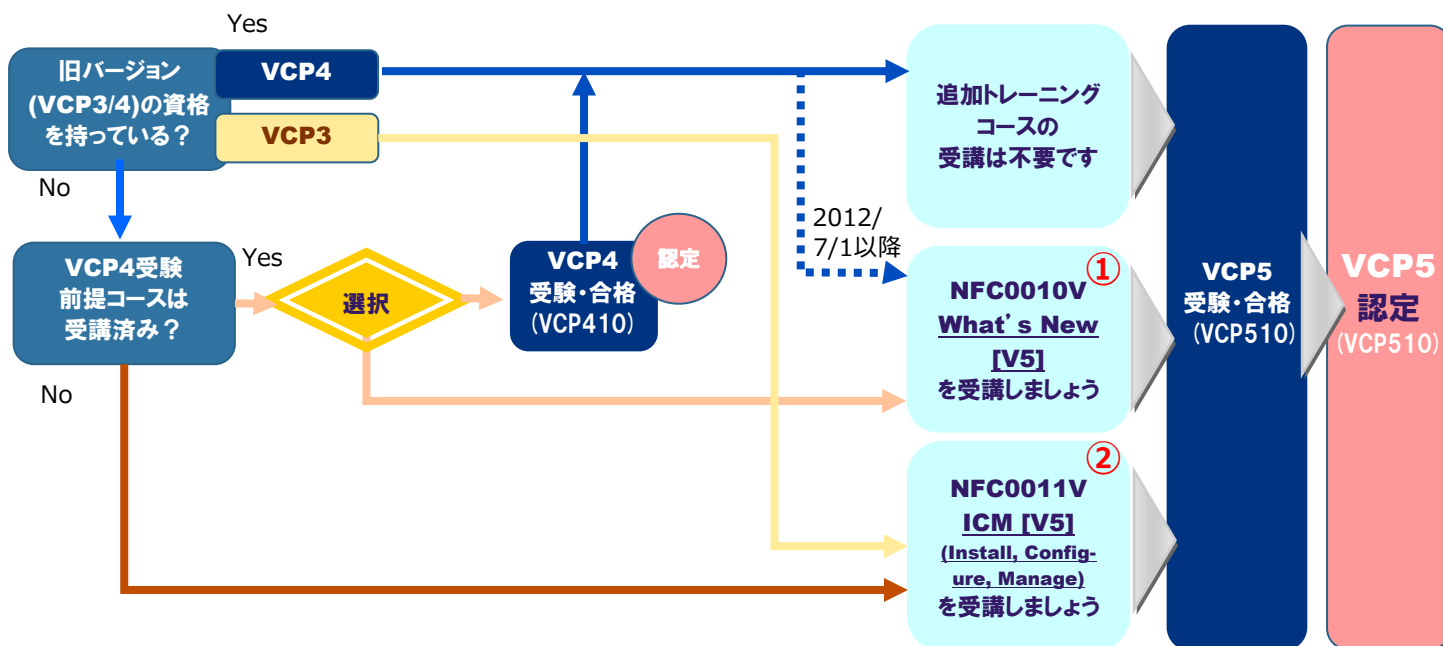 Yes
旧バージョン
(VCP3/4)の資格
を持っている？
VCP4
VCP3
No
VCP4受験
前提コースは
受講済み？
Yes
選択
VCP4
受験・合格
(VCP410)
認定
No
2012/
7/1以降
追加トレーニング
コースの
受講は不要です
①
NFC0010V
What’s New
[V5]
を受講しましょう
②
NFC0011V
ICM [V5]
(Install, Config-
ure, Manage)
を受講しましょう
VCP5
受験・合格
(VCP510)
VCP5
認定
(VCP510)